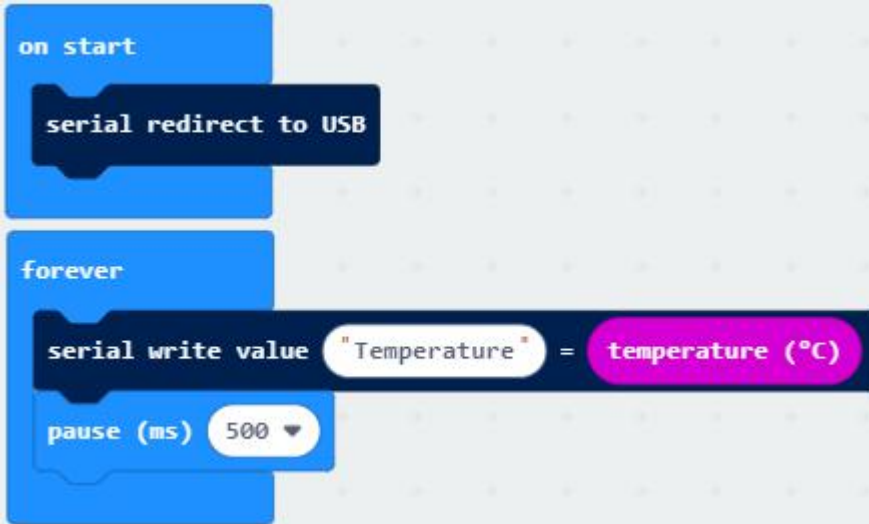 on start
serial redirect to USB
forever
serial write value "Temperature" = temperature (°C)
pause (ms) 500